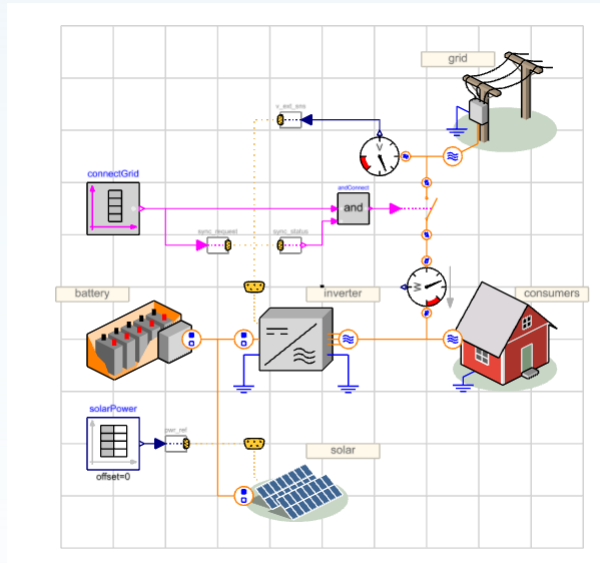 grid
v_ext_sns
V
connectGrid
andConnect
and
sync_request
sync_status
W
battery
inverter
consumers
solarPower
pwr_ref
solar
offset=0